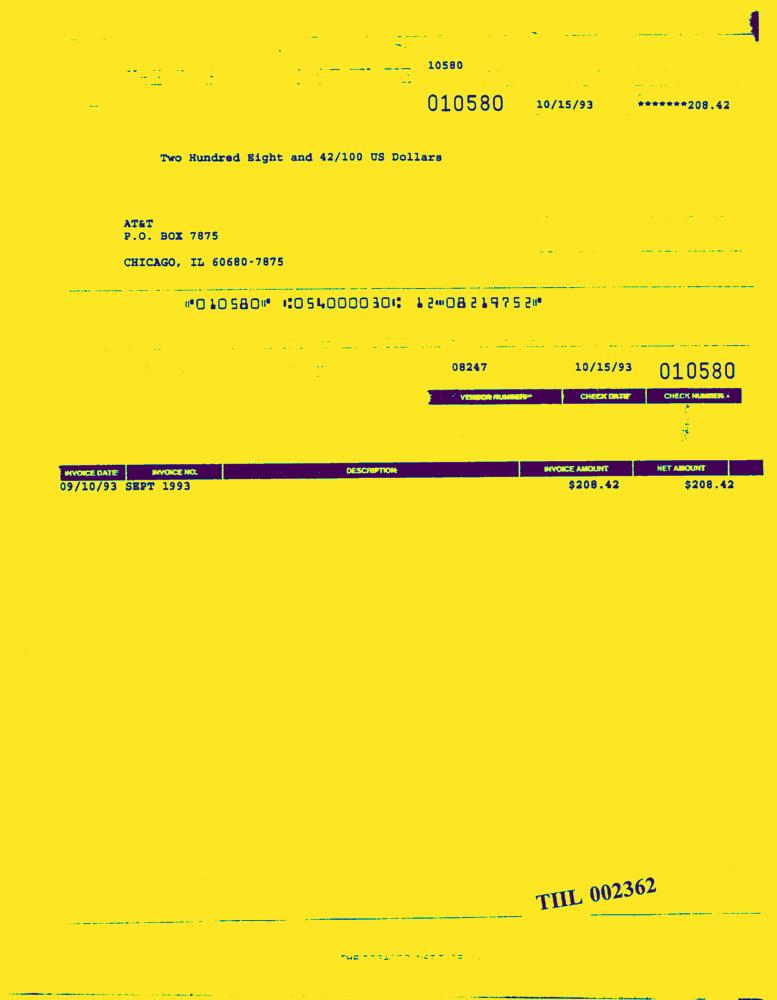 10580
010580 10/15/93 *******208.42
Two Hundred Eight and 42/100 US Dollars
AT&T
P.O. BOX 7875
CHICAGO, IL 60680-7875
⑈010580⑈ ⑆054000030⑆ 12⑉08219752⑈
08247 10/15/93 010580
VENDOR NUMBER CHECK DATE CHECK NUMBER
INVOICE DATE INVOICE NO. DESCRIPTION INVOICE AMOUNT NET AMOUNT
09/10/93 SEPT 1993 $208.42 $208.42
TIIL 002362